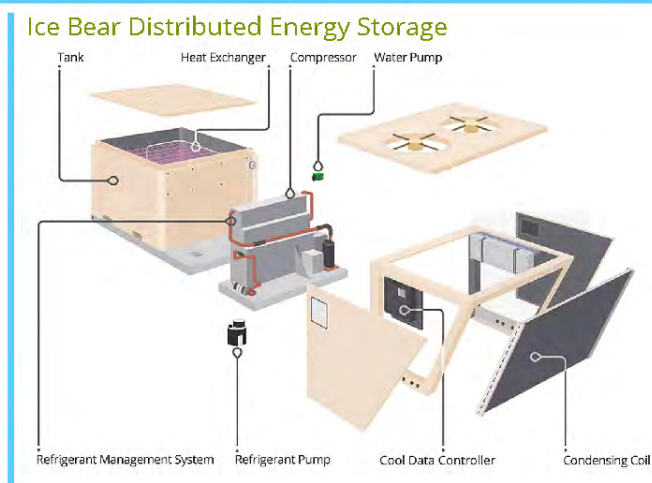 Ice Bear Distributed Energy Storage
Tank
Heat Exchanger
Compressor
Water Pump
Refrigerant Management System
Refrigerant Pump
Cool Data Controller
Condensing Coil